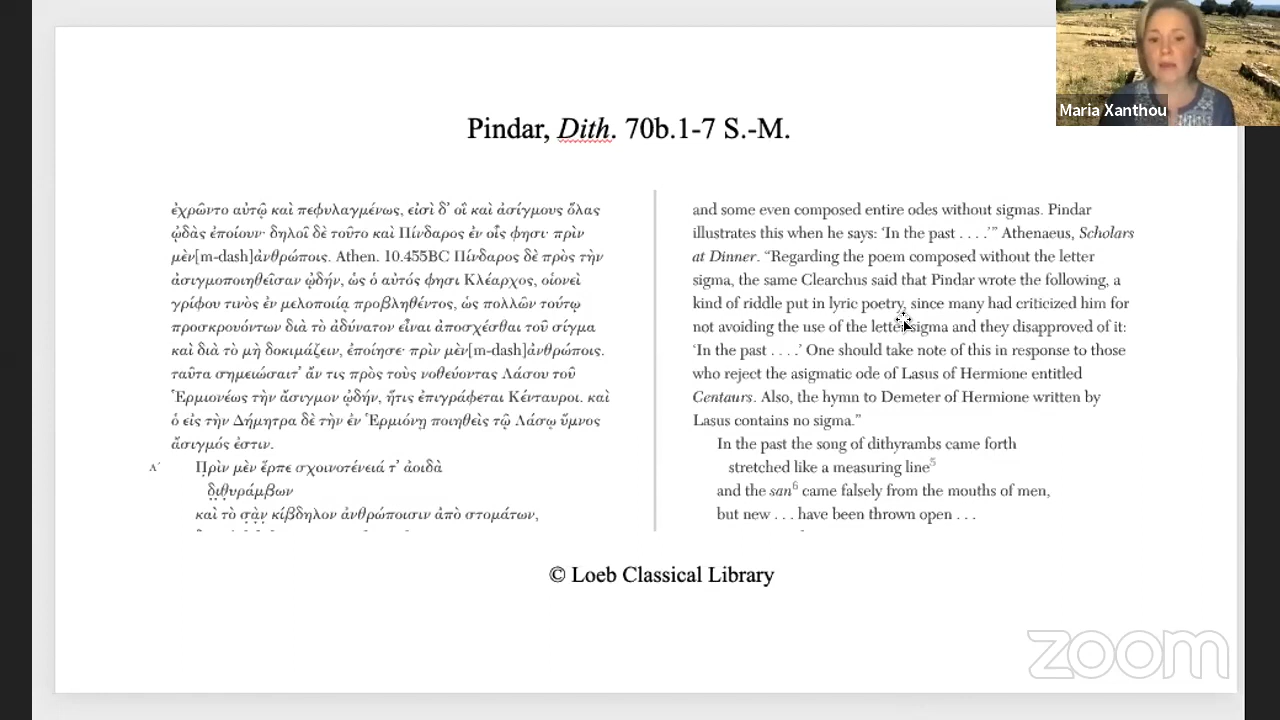 Maria Xanthou
Pindar, Dith. 70b.1-7 S.-M.
ἐχρῶντο αὐτῷ καὶ πεφυλαγμένως, εἰσὶ δ’ οἳ καὶ ἀσίγμους ὅλας
ᾠδὰς ἐποίουν· δηλοῖ δὲ τοῦτο καὶ Πίνδαρος ἐν οἷς φησι· πρὶν
μὲν[m-dash]ἀνθρώποις. Athen. 10.455BC Πίνδαρος δὲ πρὸς τὴν
ἀσιγμοποιηθεῖσαν ᾠδήν, ὡς ὁ αὐτός φησι Κλέαρχος, οἱονεὶ
γρίφου τινὸς ἐν μελοποιίᾳ προβληθέντος, ὡς πολλῶν τούτῳ
προσκρουόντων διὰ τὸ ἀδύνατον εἶναι ἀποσχέσθαι τοῦ σίγμα
καὶ διὰ τὸ μὴ δοκιμάζειν, ἐποίησε· πρὶν μὲν[m-dash]ἀνθρώποις.
ταῦτα σημειώσαιτ’ ἄν τις πρὸς τοὺς νοθεύοντας Λάσου τοῦ
Ἑρμιονέως τὴν ἄσιγμον ᾠδήν, ἥτις ἐπιγράφεται Κένταυροι. καὶ
ὁ εἰς τὴν Δήμητρα δὲ τὴν ἐν Ἑρμιόνῃ ποιηθεὶς τῷ Λάσῳ ὕμνος
ἄσιγμός ἐστιν.
Α´ Π̣ρὶν μὲν ἕρπε σχοινοτένειά τ’ ἀοιδὰ
δ̣ι̣θ̣υράμβων
καὶ τὸ σ̣ὰ̣ν̣ κίβδηλον ἀνθρώποισιν ἀπὸ στομάτων,
and some even composed entire odes without sigmas. Pindar
illustrates this when he says: ‘In the past . . . .’” Athenaeus, Scholars
at Dinner. “Regarding the poem composed without the letter
sigma, the same Clearchus said that Pindar wrote the following, a
kind of riddle put in lyric poetry, since many had criticized him for
not avoiding the use of the letter sigma and they disapproved of it:
‘In the past . . . .’ One should take note of this in response to those
who reject the asigmatic ode of Lasus of Hermione entitled
Centaurs. Also, the hymn to Demeter of Hermione written by
Lasus contains no sigma.”
In the past the song of dithyrambs came forth
stretched like a measuring line5
and the san6 came falsely from the mouths of men,
but new . . . have been thrown open . . .
© Loeb Classical Library
zoom